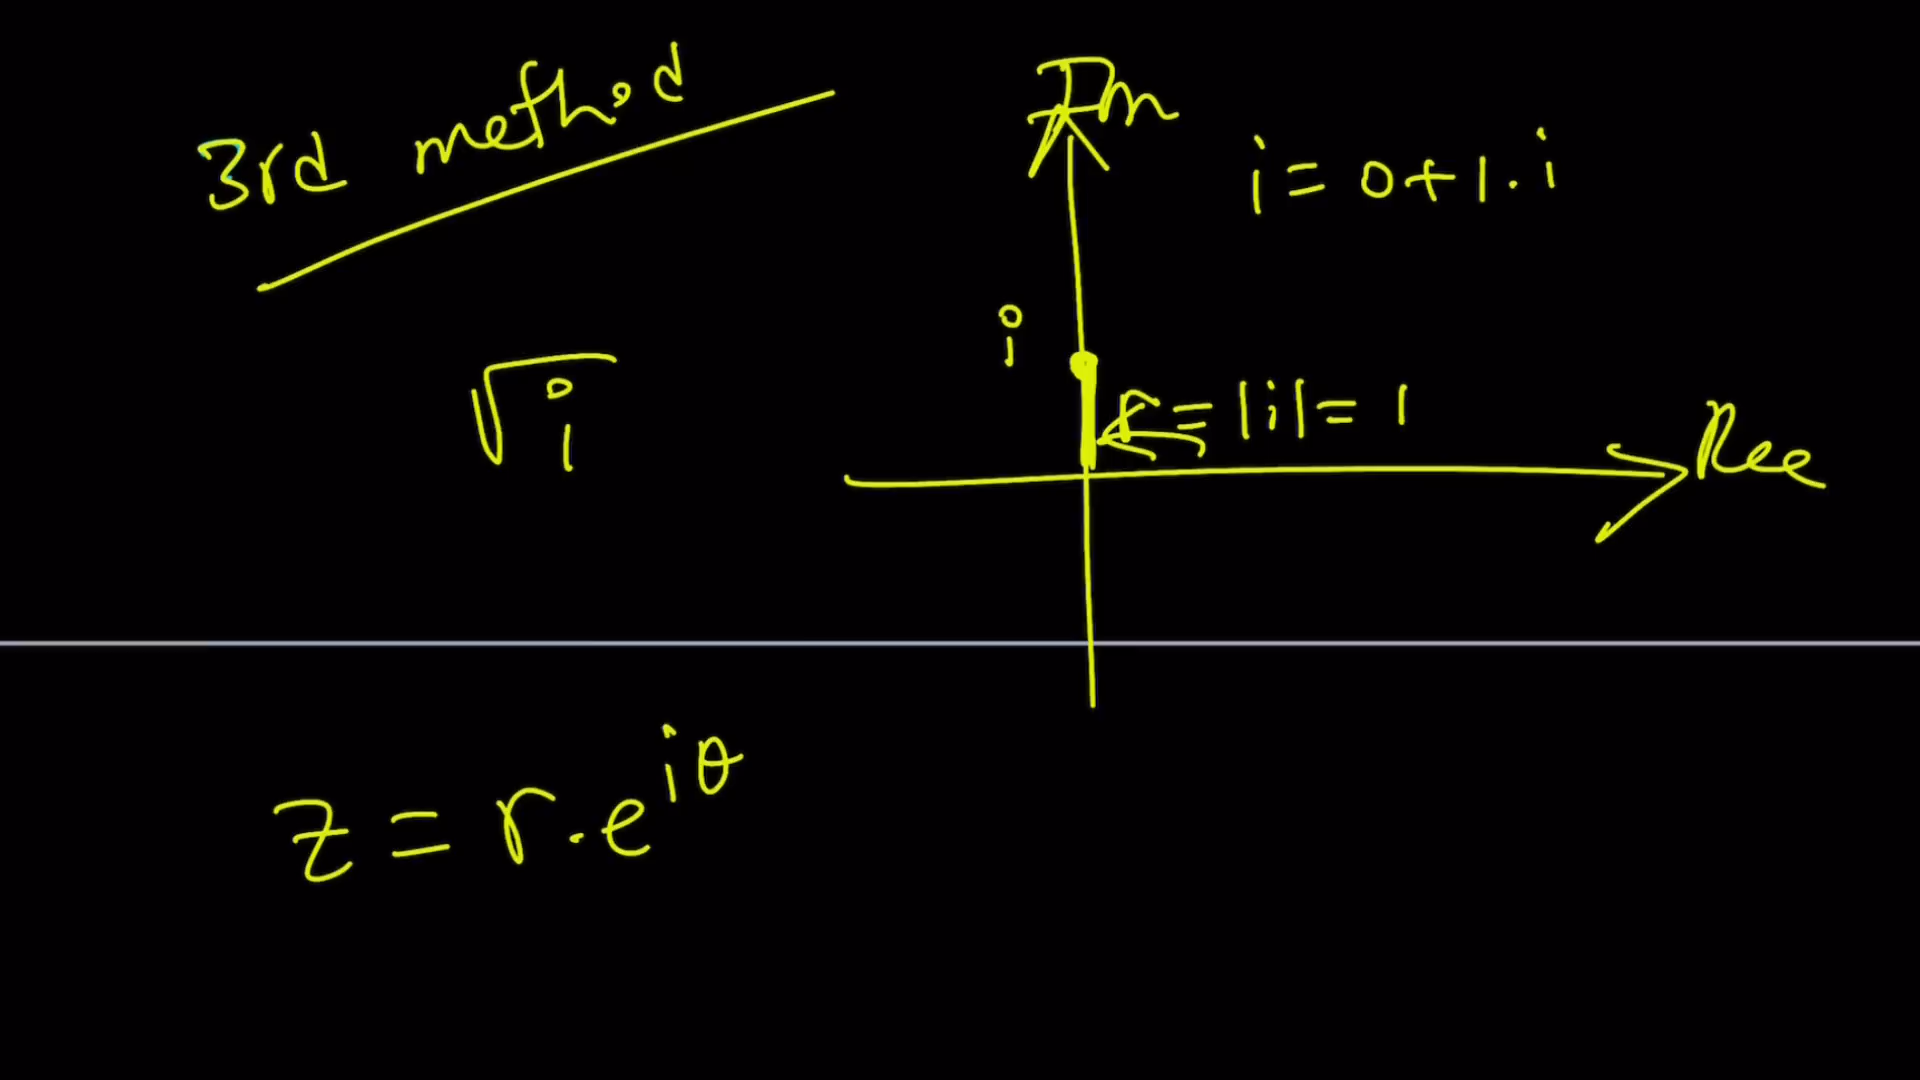 3rd method
Im
i = 0+1.i
i
√i
r = |i| = 1
Re
z = r.e^iθ